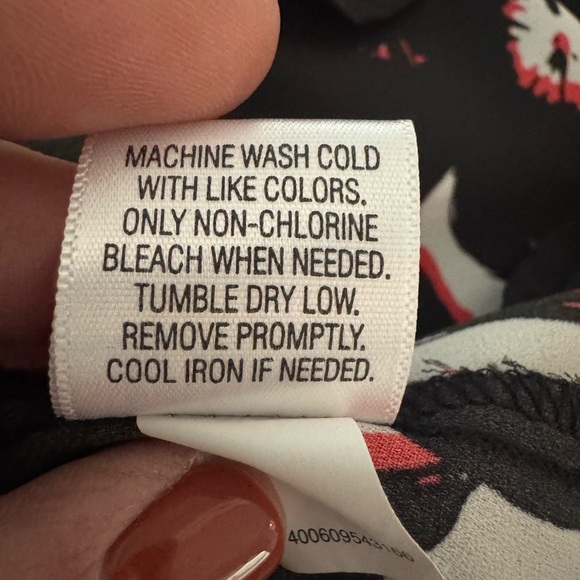 MACHINE WASH COLD
WITH LIKE COLORS.
ONLY NON-CHLORINE
BLEACH WHEN NEEDED.
TUMBLE DRY LOW.
REMOVE PROMPTLY.
COOL IRON IF NEEDED.
400609543166